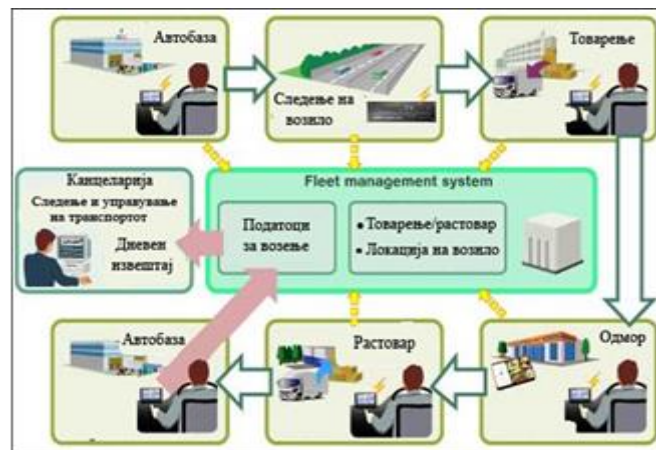 Автобаза
Следење на
возило
Товарење
Канцеларија
Следење и управување
на транспортот
Дневен
извештај
Fleet management system
Податоци
за возење
• Товарење/растовар
• Локација на возило
Автобаза
Растовар
Одмор